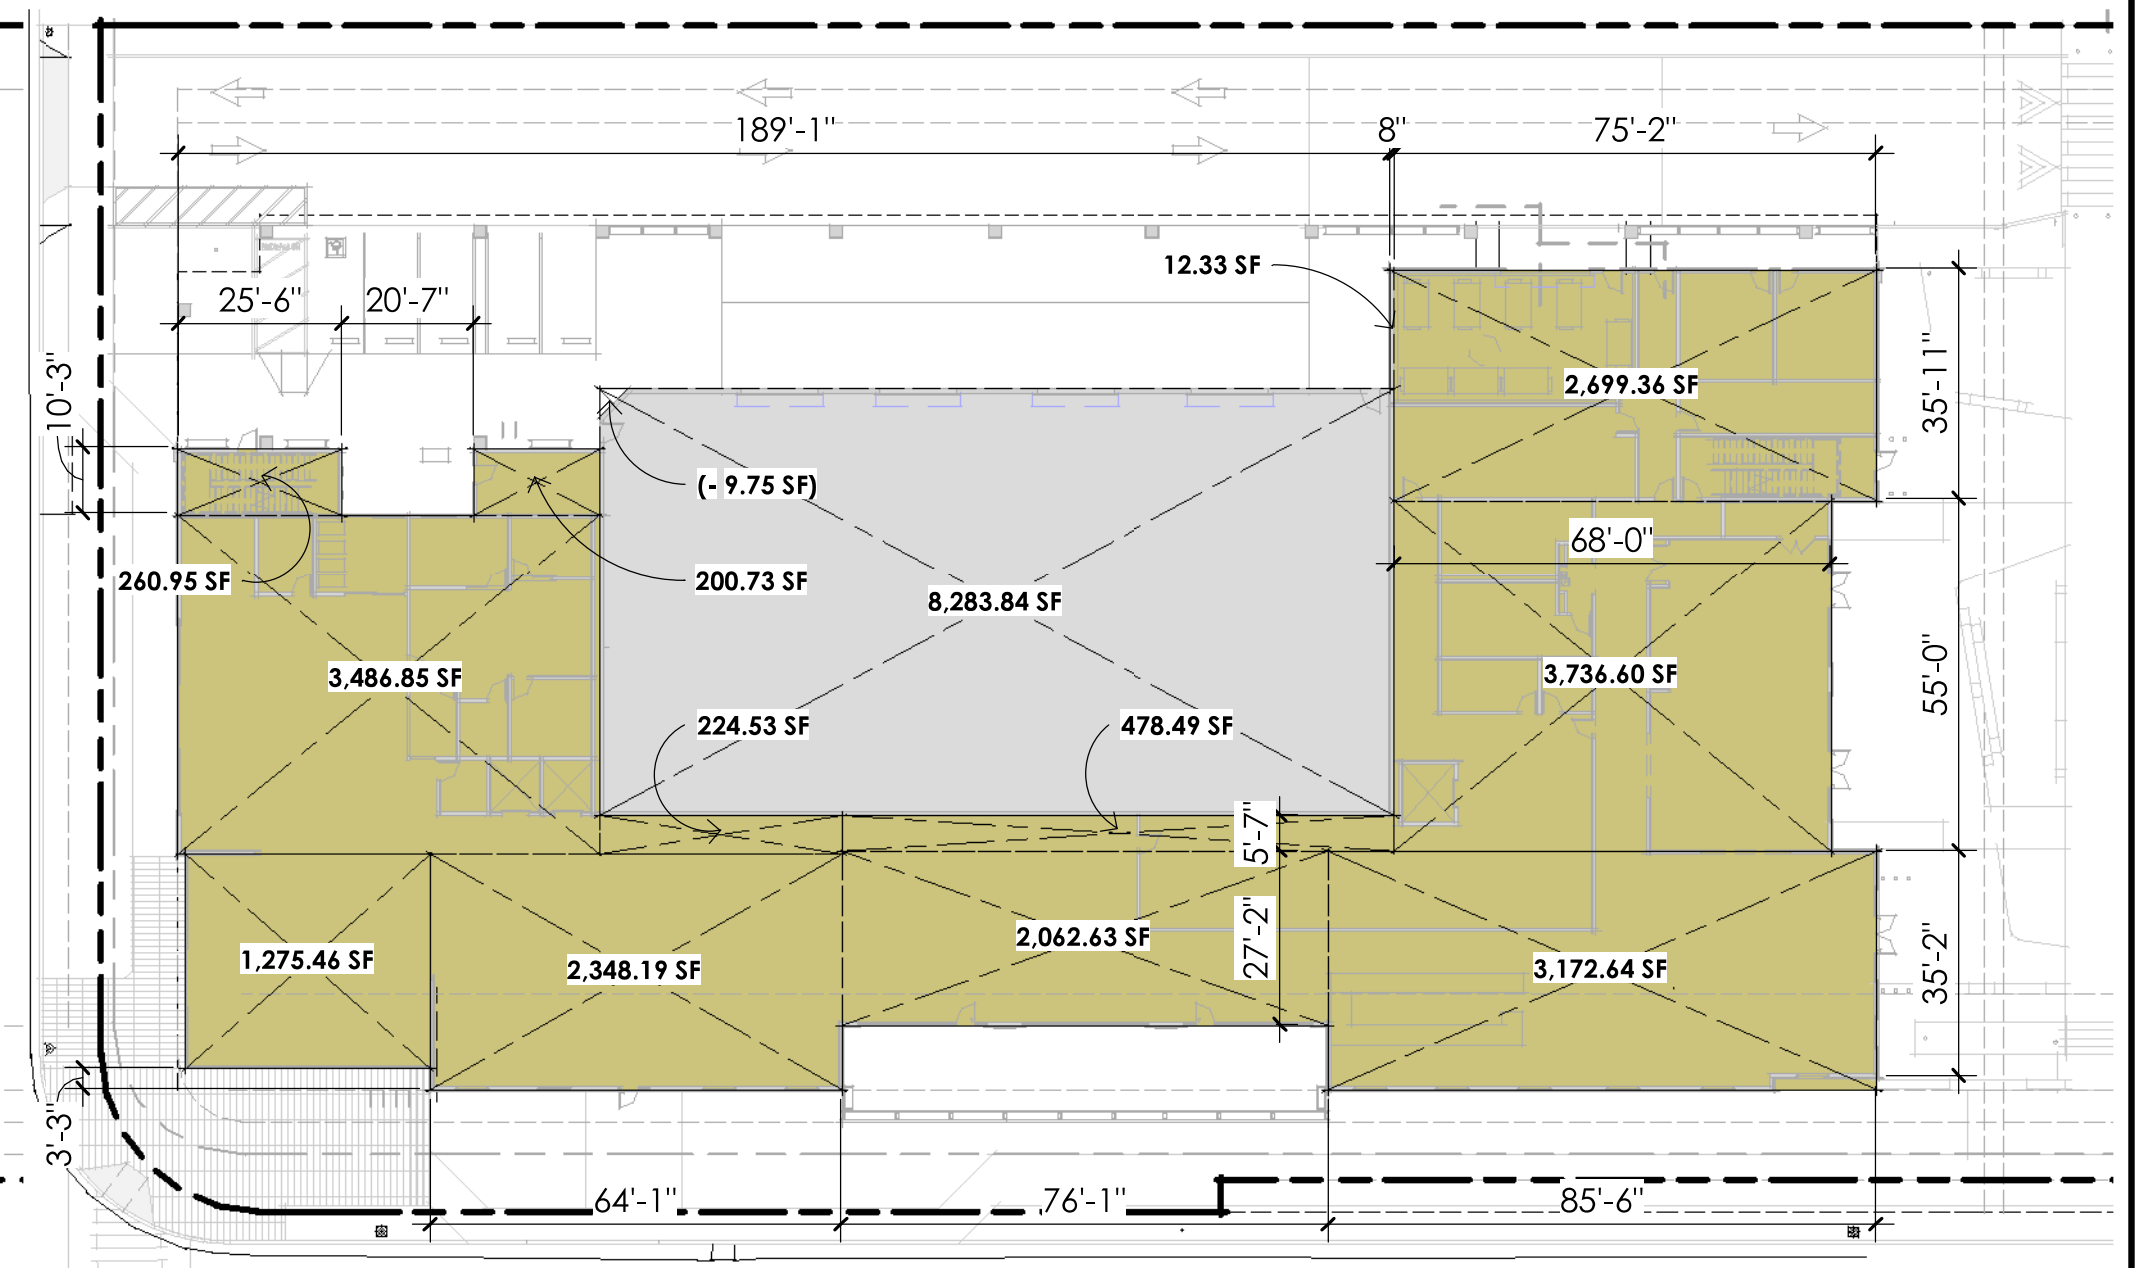 189'-1"
8"
75'-2"
12.33 SF
25'-6"
20'-7"
10'-3"
2,699.36 SF
35'-11"
(- 9.75 SF)
68'-0"
260.95 SF
200.73 SF
8,283.84 SF
3,486.85 SF
3,736.60 SF
55'-0"
224.53 SF
478.49 SF
5'-7"
1,275.46 SF
2,348.19 SF
2,062.63 SF
27'-2"
3,172.64 SF
35'-2"
3'-3"
64'-1"
76'-1"
85'-6"